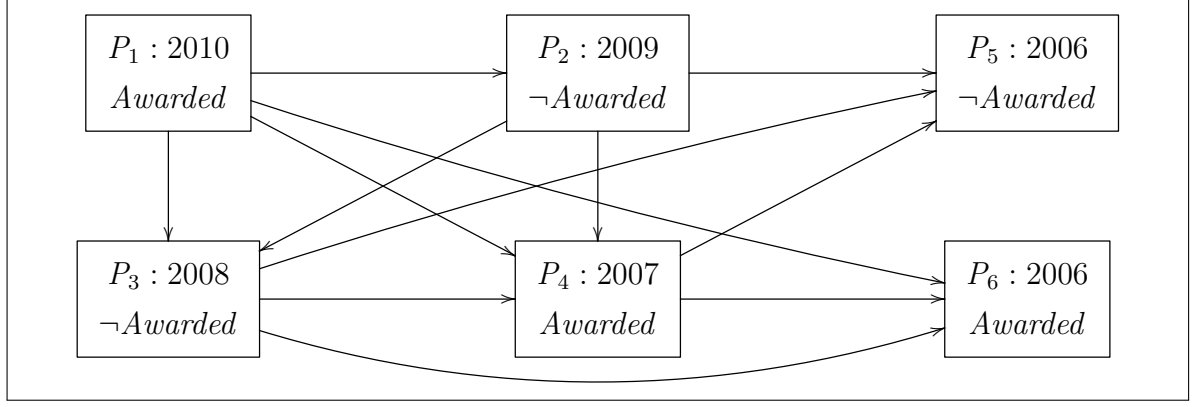 P₁ : 2010
Awarded
P₂ : 2009
¬Awarded
P₅ : 2006
¬Awarded
P₃ : 2008
¬Awarded
P₄ : 2007
Awarded
P₆ : 2006
Awarded